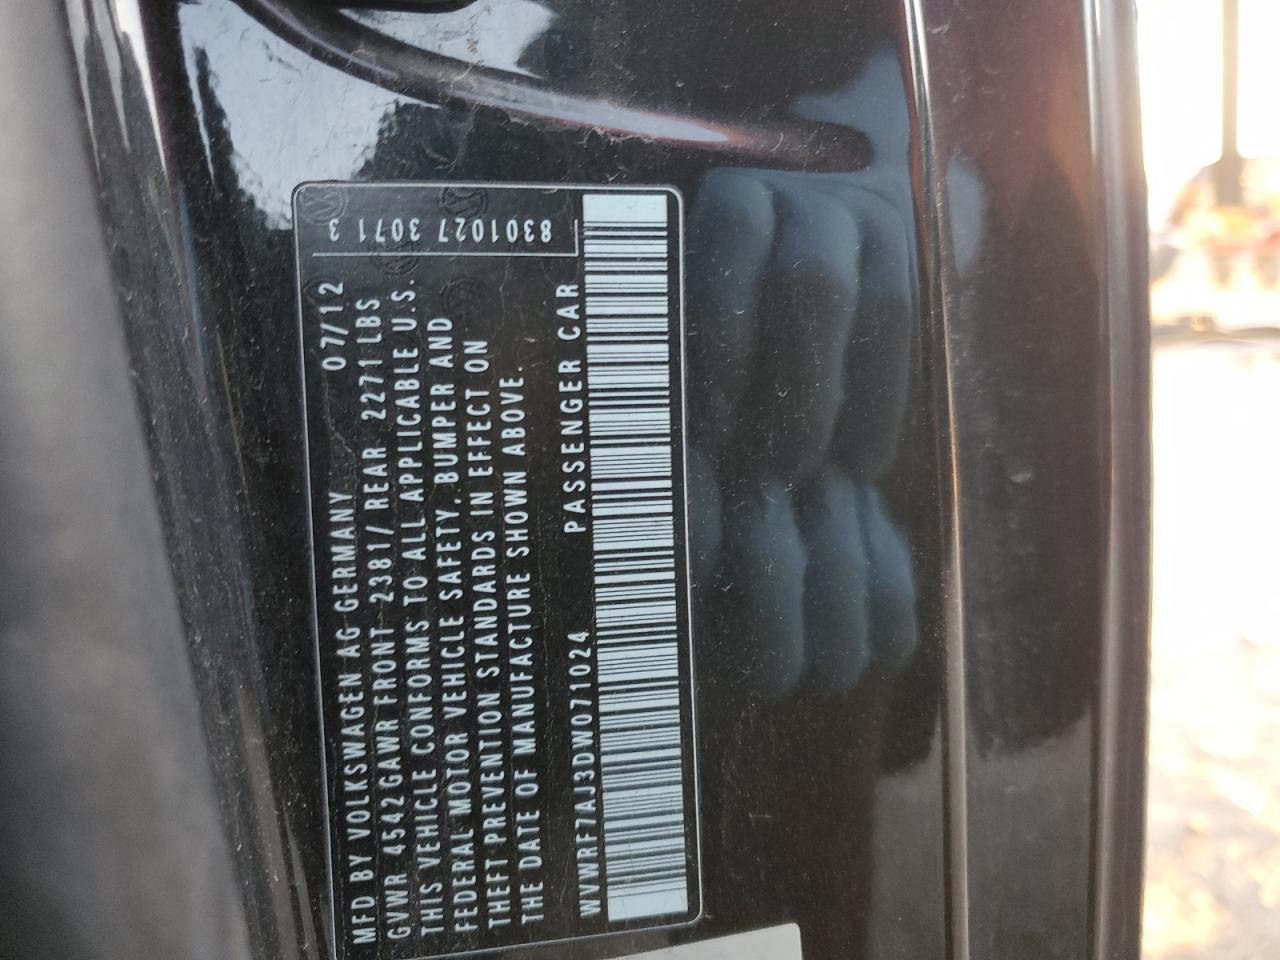 MFD BY VOLKSWAGEN AG GERMANY 07/12
GVWR 4542 GAWR FRONT 2381/ REAR 2271 LBS
THIS VEHICLE CONFORMS TO ALL APPLICABLE U.S.
FEDERAL MOTOR VEHICLE SAFETY, BUMPER AND
THEFT PREVENTION STANDARDS IN EFFECT ON
THE DATE OF MANUFACTURE SHOWN ABOVE.
WVWRF7AJ3DW071024 PASSENGER CAR
8301027 3071 3